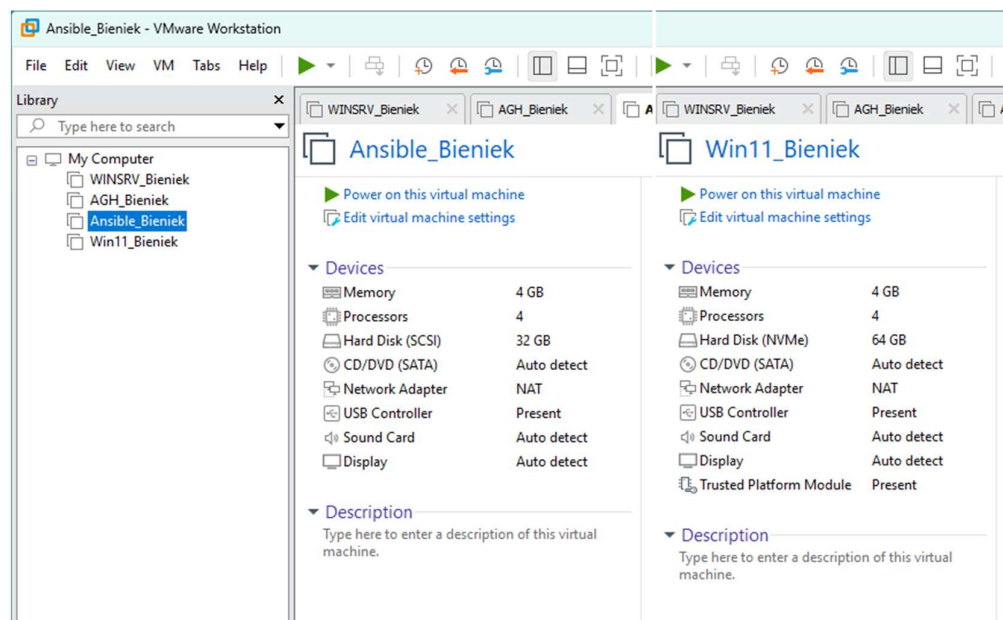 Ansible_Bieniek - VMware Workstation
File Edit View VM Tabs Help
Library
Type here to search
My Computer
WINSRV_Bieniek
AGH_Bieniek
Ansible_Bieniek
Win11_Bieniek
WINSRV_Bieniek AGH_Bieniek A
Ansible_Bieniek
Power on this virtual machine
Edit virtual machine settings
Devices
Memory 4 GB
Processors 4
Hard Disk (SCSI) 32 GB
CD/DVD (SATA) Auto detect
Network Adapter NAT
USB Controller Present
Sound Card Auto detect
Display Auto detect
Description
Type here to enter a description of this virtual
machine.
WINSRV_Bieniek AGH_Bieniek
Win11_Bieniek
Power on this virtual machine
Edit virtual machine settings
Devices
Memory 4 GB
Processors 4
Hard Disk (NVMe) 64 GB
CD/DVD (SATA) Auto detect
Network Adapter NAT
USB Controller Present
Sound Card Auto detect
Display Auto detect
Trusted Platform Module Present
Description
Type here to enter a description of this virtual
machine.